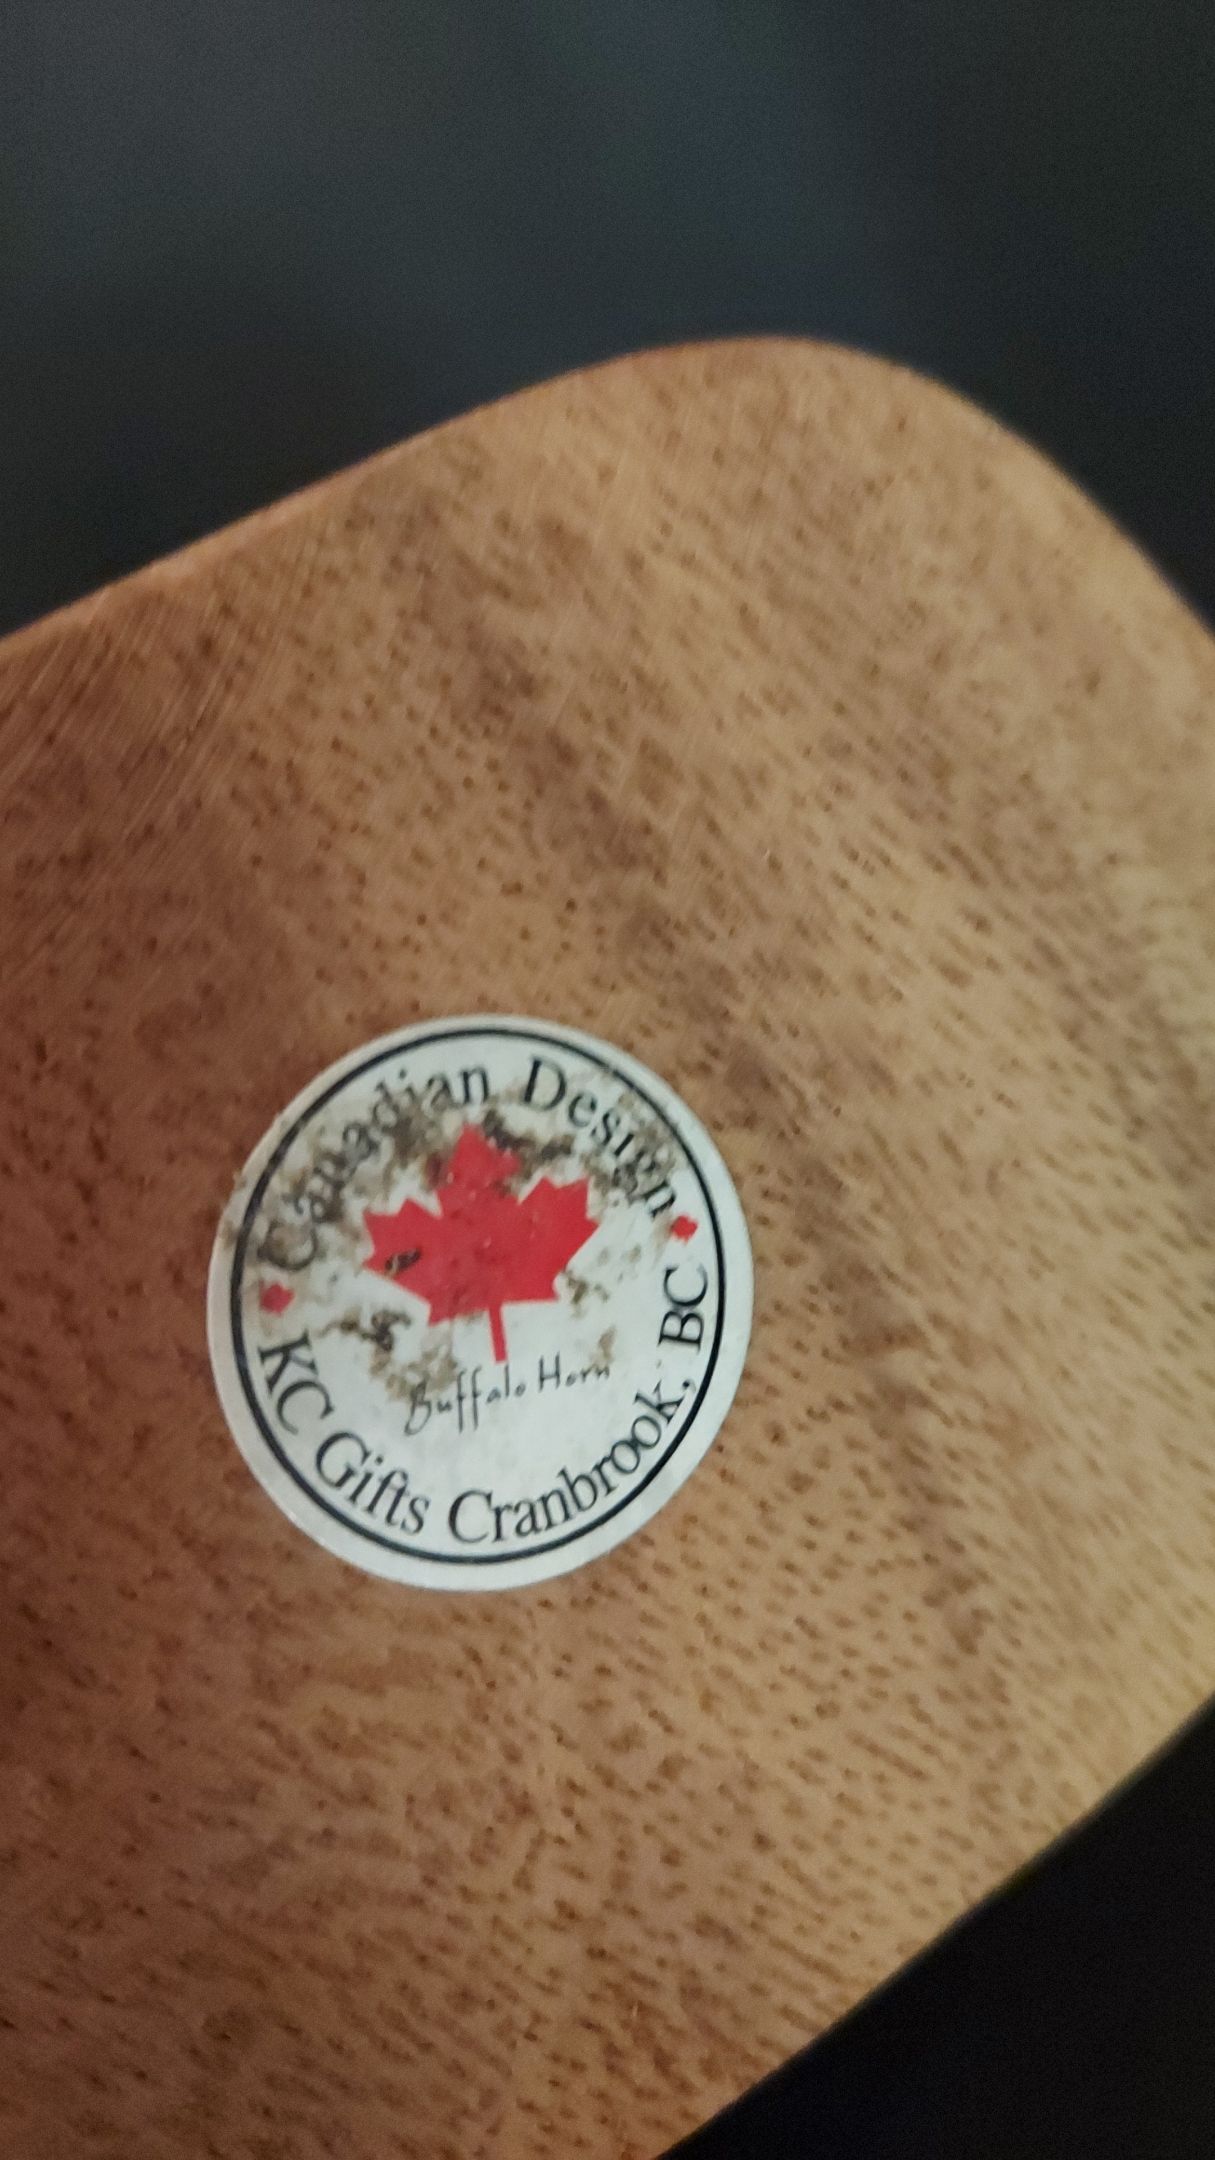 Canadian Design
Buffalo Horn
KC Gifts Cranbrook, BC